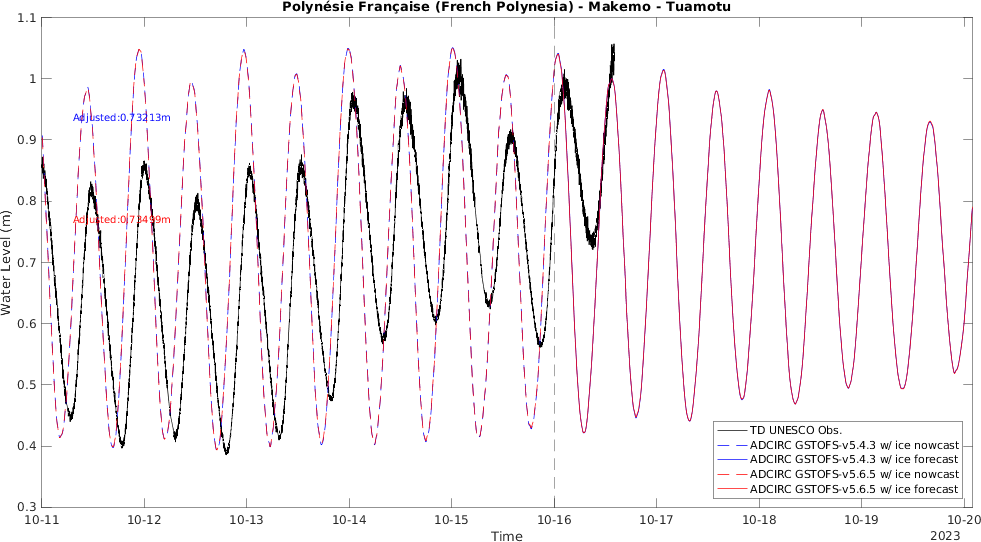 Polynésie Française (French Polynesia) - Makemo - Tuamotu
1.1
1
0.9
0.8
0.7
0.6
0.5
0.4
0.3
Water Level (m)
Adjusted:0.73213m
Adjusted:0.73499m
TD UNESCO Obs.
ADCIRC GSTOFS-v5.4.3 w/ ice nowcast
ADCIRC GSTOFS-v5.4.3 w/ ice forecast
ADCIRC GSTOFS-v5.6.5 w/ ice nowcast
ADCIRC GSTOFS-v5.6.5 w/ ice forecast
10-11 10-12 10-13 10-14 10-15 10-16 10-17 10-18 10-19 10-20
Time
2023